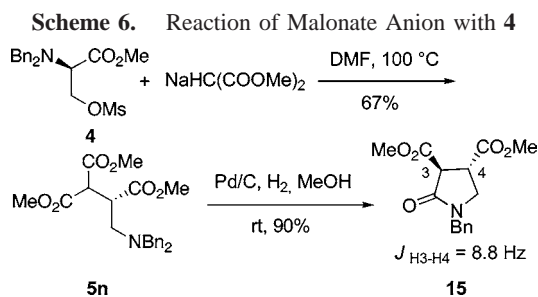 Scheme 6. Reaction of Malonate Anion with 4
Bn₂N CO₂Me
OMs
4
+ NaHC(COOMe)₂
DMF, 100 °C
67%
CO₂Me
MeO₂C CO₂Me
NBn₂
5n
Pd/C, H₂, MeOH
rt, 90%
MeO₂C CO₂Me
3 4
O N
Bn
J H3-H4 = 8.8 Hz
15